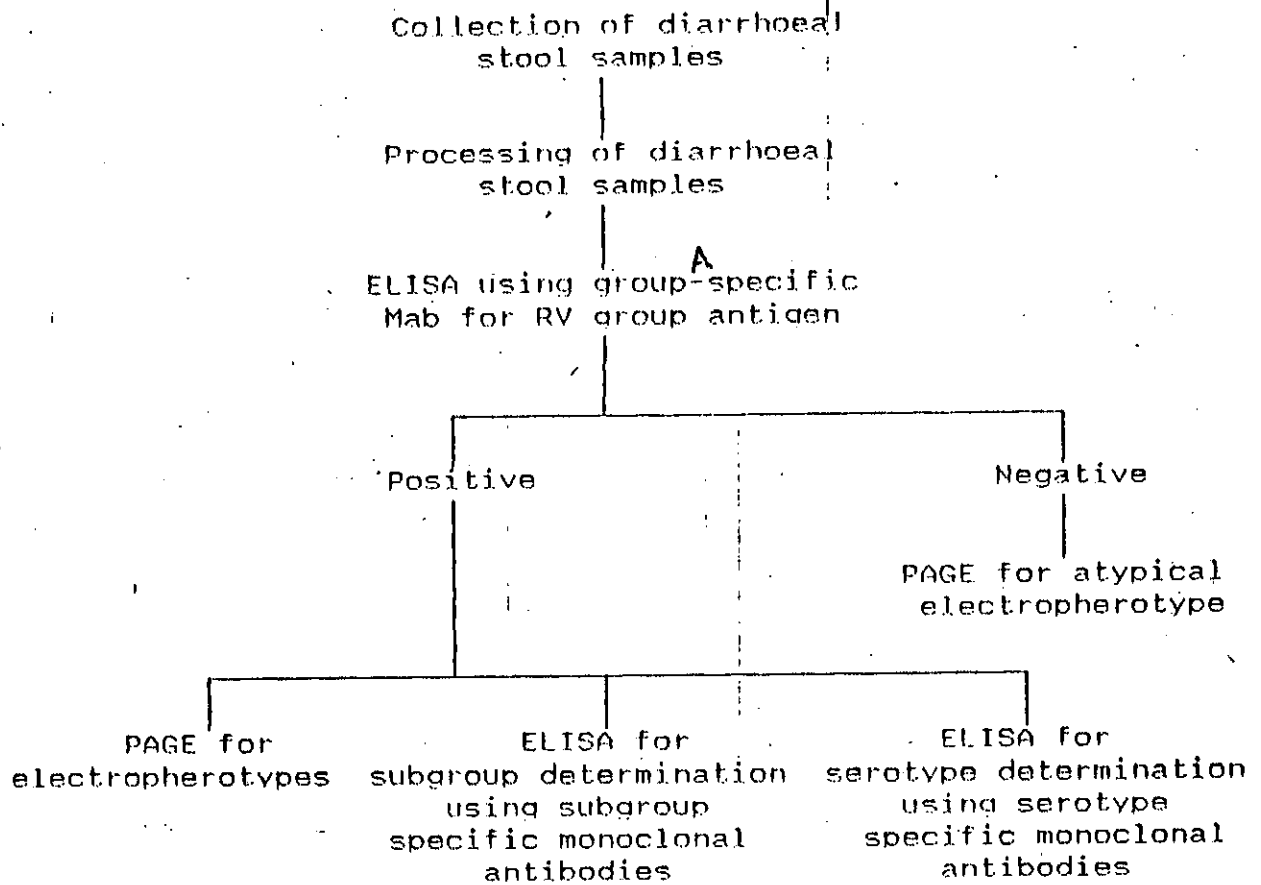 Collection of diarrhoeal
stool samples
Processing of diarrhoeal
stool samples
A
ELISA using group-specific
Mab for RV group antigen
Positive
Negative
PAGE for atypical
electropherotype
PAGE for
electropherotypes
ELISA for
subgroup determination
using subgroup
specific monoclonal
antibodies
ELISA for
serotype determination
using serotype
specific monoclonal
antibodies